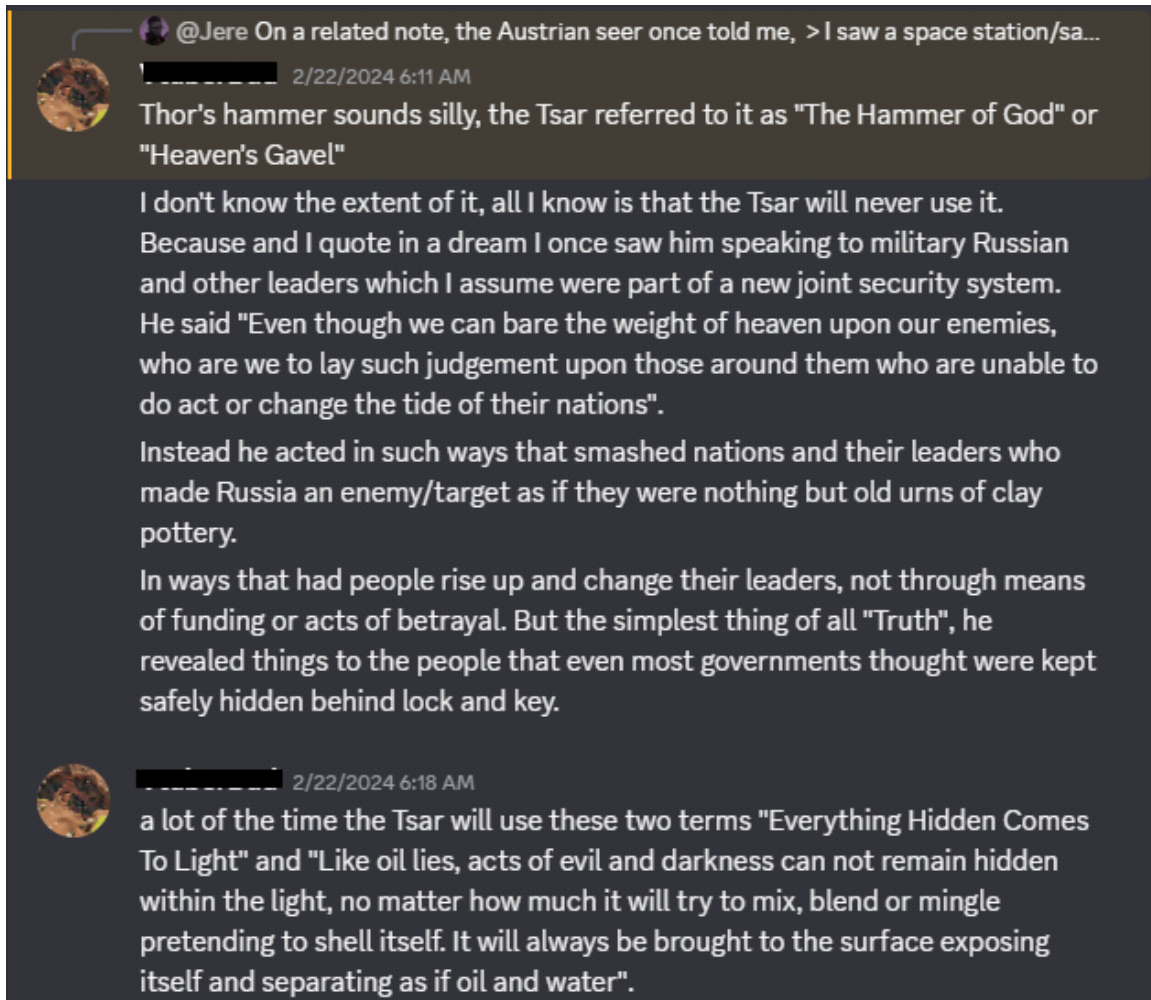 @Jere On a related note, the Austrian seer once told me, >I saw a space station/sa...
2/22/2024 6:11 AM
Thor's hammer sounds silly, the Tsar referred to it as "The Hammer of God" or
"Heaven's Gavel"
I don't know the extent of it, all I know is that the Tsar will never use it.
Because and I quote in a dream I once saw him speaking to military Russian
and other leaders which I assume were part of a new joint security system.
He said "Even though we can bare the weight of heaven upon our enemies,
who are we to lay such judgement upon those around them who are unable to
do act or change the tide of their nations".
Instead he acted in such ways that smashed nations and their leaders who
made Russia an enemy/target as if they were nothing but old urns of clay
pottery.
In ways that had people rise up and change their leaders, not through means
of funding or acts of betrayal. But the simplest thing of all "Truth", he
revealed things to the people that even most governments thought were kept
safely hidden behind lock and key.
2/22/2024 6:18 AM
a lot of the time the Tsar will use these two terms "Everything Hidden Comes
To Light" and "Like oil lies, acts of evil and darkness can not remain hidden
within the light, no matter how much it will try to mix, blend or mingle
pretending to shell itself. It will always be brought to the surface exposing
itself and separating as if oil and water".